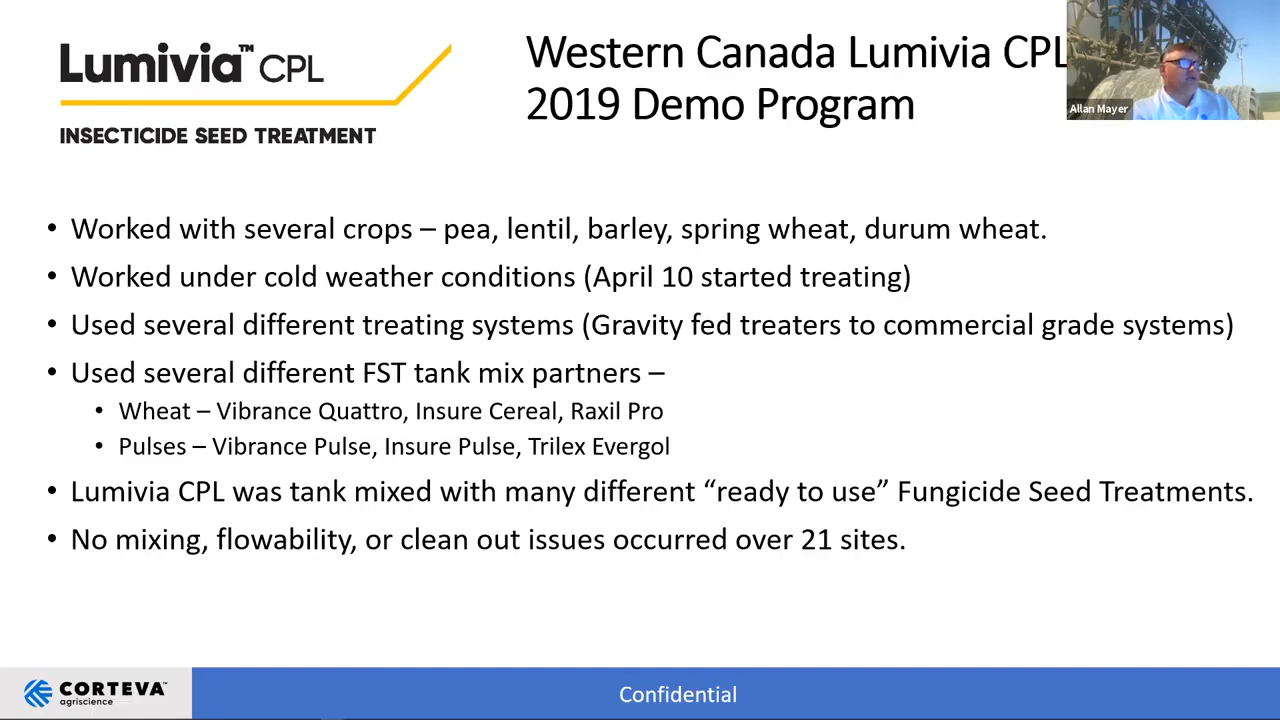 Lumivia™ CPL
INSECTICIDE SEED TREATMENT
Western Canada Lumivia CPL
2019 Demo Program
Allan Mayer
• Worked with several crops – pea, lentil, barley, spring wheat, durum wheat.
• Worked under cold weather conditions (April 10 started treating)
• Used several different treating systems (Gravity fed treaters to commercial grade systems)
• Used several different FST tank mix partners –
• Wheat – Vibrance Quattro, Insure Cereal, Raxil Pro
• Pulses – Vibrance Pulse, Insure Pulse, Trilex Evergol
• Lumivia CPL was tank mixed with many different “ready to use” Fungicide Seed Treatments.
• No mixing, flowability, or clean out issues occurred over 21 sites.
CORTEVA™
agriscience
Confidential